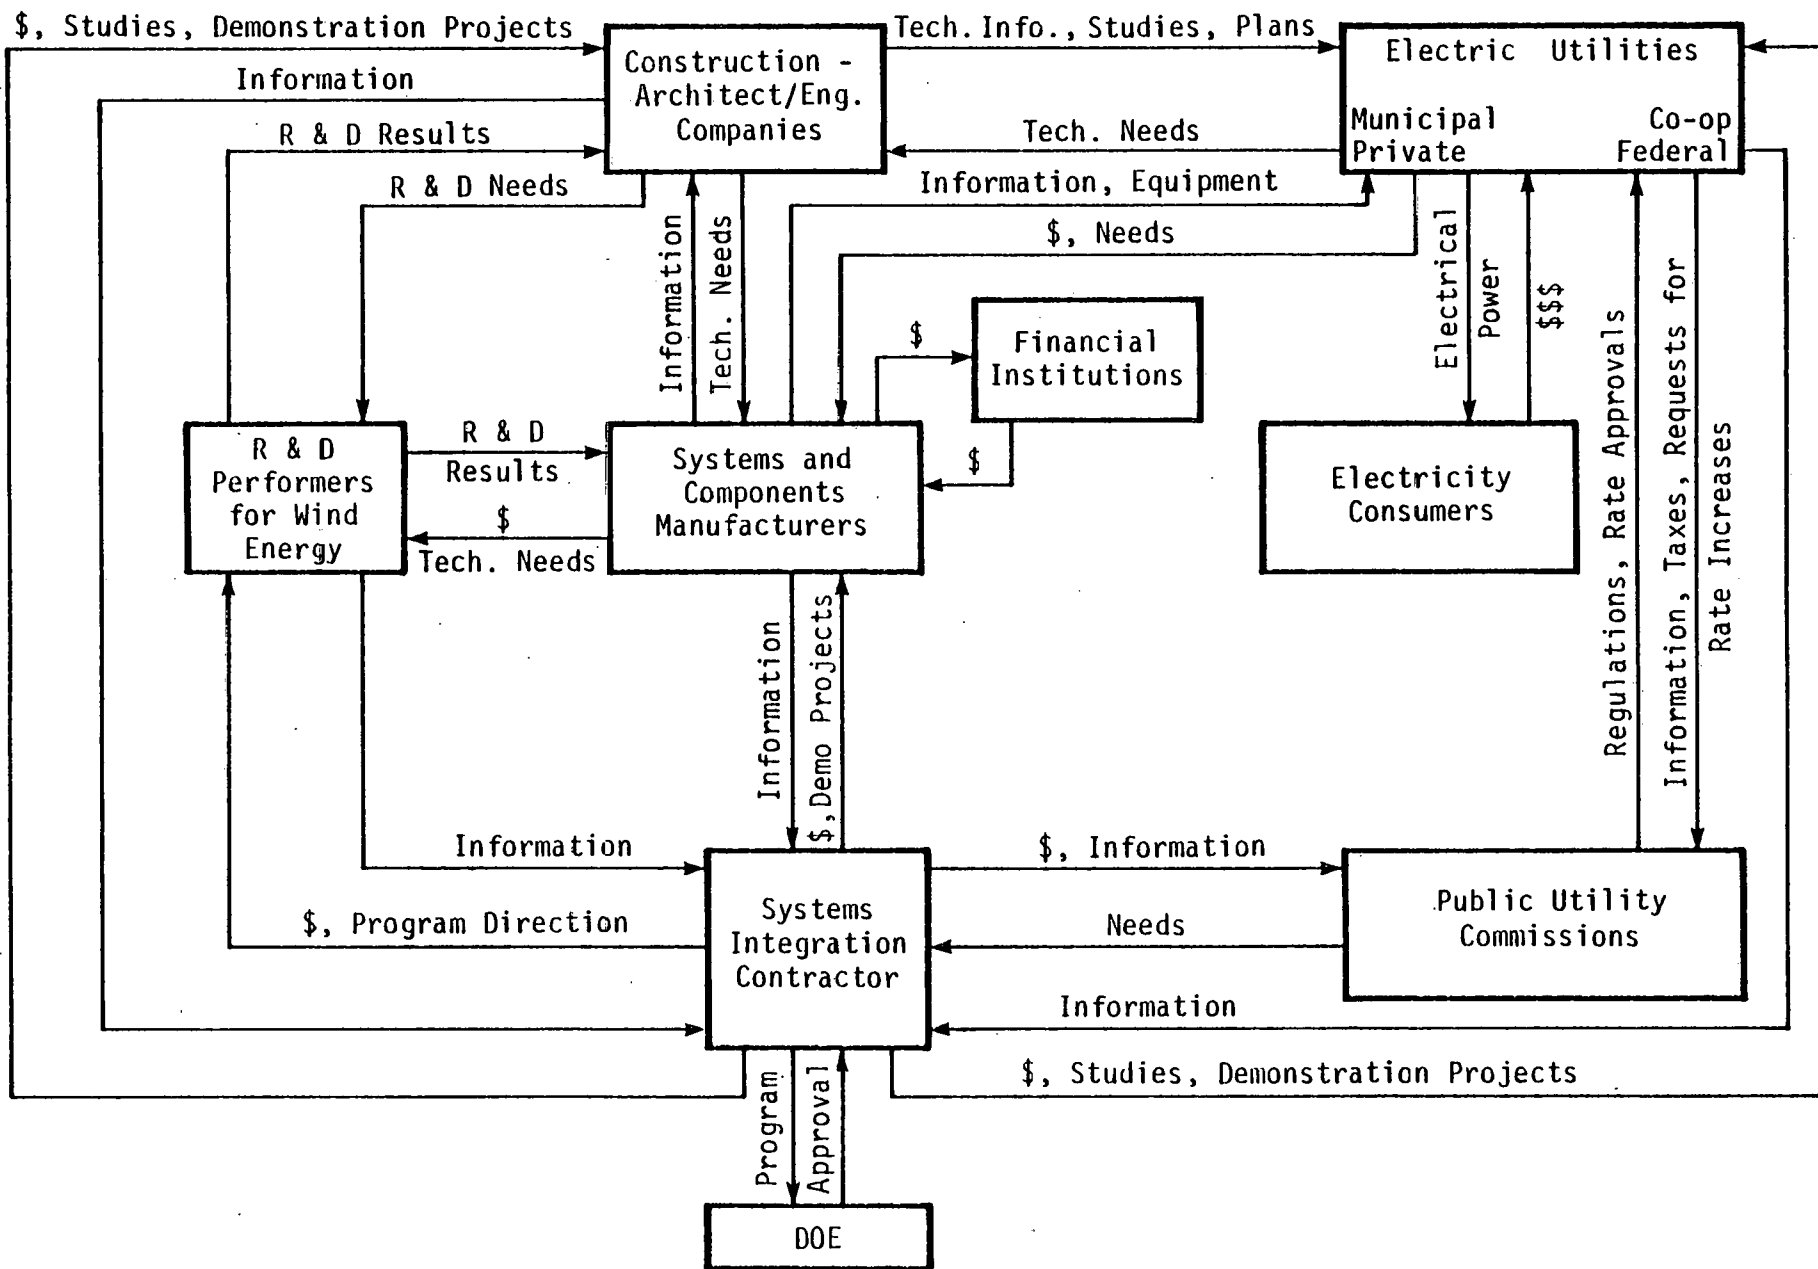 $, Studies, Demonstration Projects
Tech. Info., Studies, Plans
Construction -
Architect/Eng.
Companies
Electric Utilities
Municipal
Private
Co-op
Federal
Information
R & D Results
Tech. Needs
R & D Needs
Information, Equipment
$, Needs
Information
Tech. Needs
Electrical
Power
$$$
Regulations, Rate Approvals
Information, Taxes, Requests for
Rate Increases
$
Financial
Institutions
$
R & D
Performers
for Wind
Energy
R & D
Results
$
Tech. Needs
Systems and
Components
Manufacturers
Electricity
Consumers
Information
$,Demo Projects
Information
$, Information
$, Program Direction
Needs
Systems
Integration
Contractor
Public Utility
Commissions
Information
$, Studies, Demonstration Projects
Program
Approval
DOE